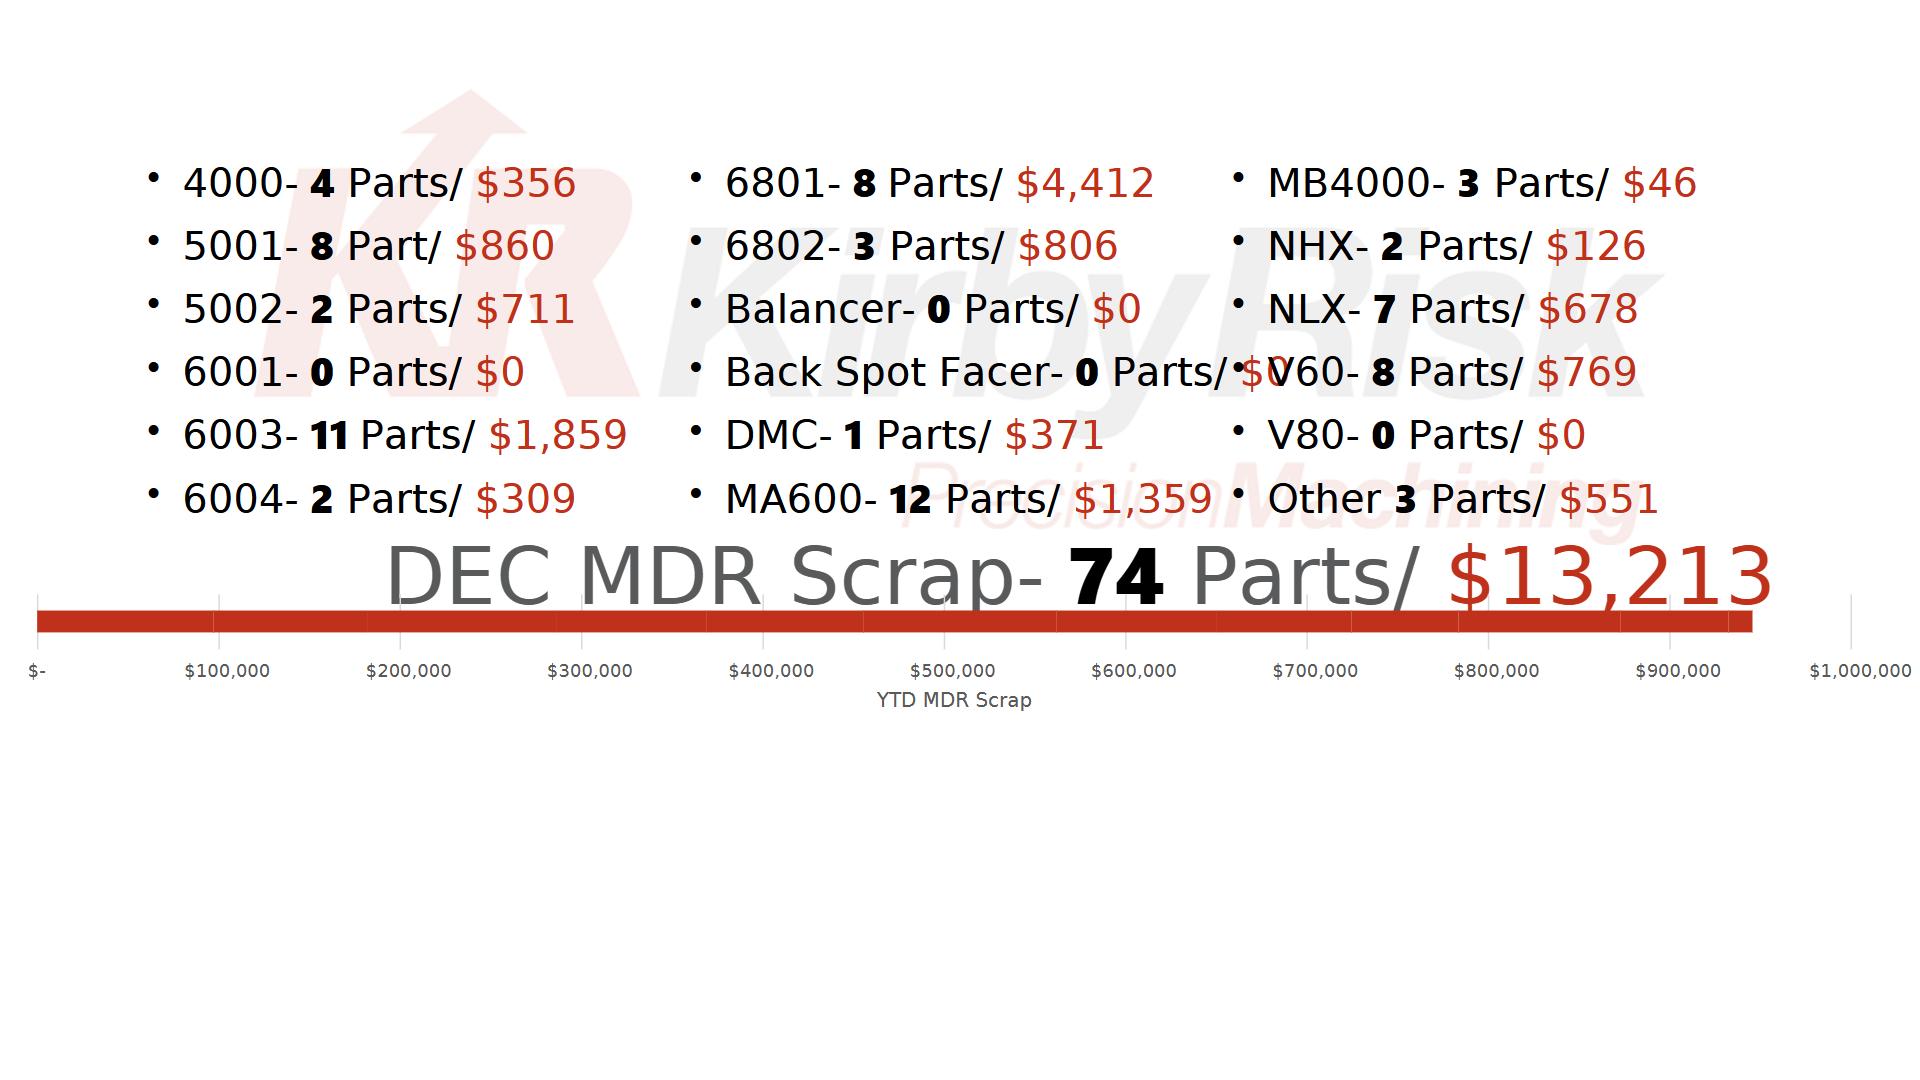 KR Kirby Risk
Precision Machining
• 4000- 4 Parts/ $356
• 5001- 8 Part/ $860
• 5002- 2 Parts/ $711
• 6001- 0 Parts/ $0
• 6003- 11 Parts/ $1,859
• 6004- 2 Parts/ $309
• 6801- 8 Parts/ $4,412
• 6802- 3 Parts/ $806
• Balancer- 0 Parts/ $0
• Back Spot Facer- 0 Parts/ $0
• DMC- 1 Parts/ $371
• MA600- 12 Parts/ $1,359
• MB4000- 3 Parts/ $46
• NHX- 2 Parts/ $126
• NLX- 7 Parts/ $678
• V60- 8 Parts/ $769
• V80- 0 Parts/ $0
• Other 3 Parts/ $551
DEC MDR Scrap- 74 Parts/ $13,213
$- $100,000 $200,000 $300,000 $400,000 $500,000 $600,000 $700,000 $800,000 $900,000 $1,000,000
YTD MDR Scrap